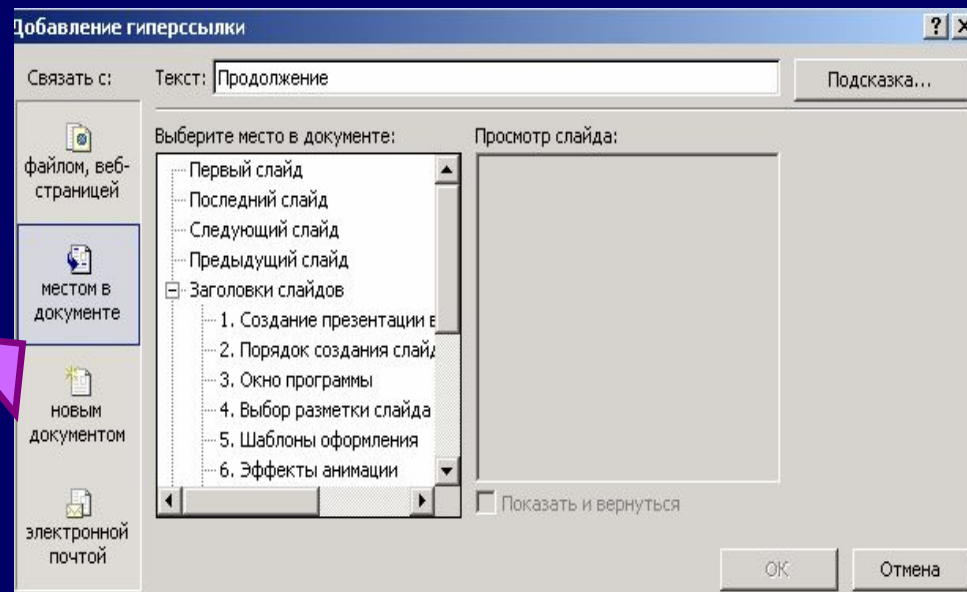 Добавление гиперссылки
Связать с:
Текст: Продолжение
Подсказка...
файлом, веб-
страницей
местом в
документе
новым
документом
электронной
почтой
Выберите место в документе:
Первый слайд
Последний слайд
Следующий слайд
Предыдущий слайд
Заголовки слайдов
1. Создание презентации в
2. Порядок создания слайд
3. Окно программы
4. Выбор разметки слайда
5. Шаблоны оформления
6. Эффекты анимации
Просмотр слайда:
Показать и вернуться
ОК
Отмена